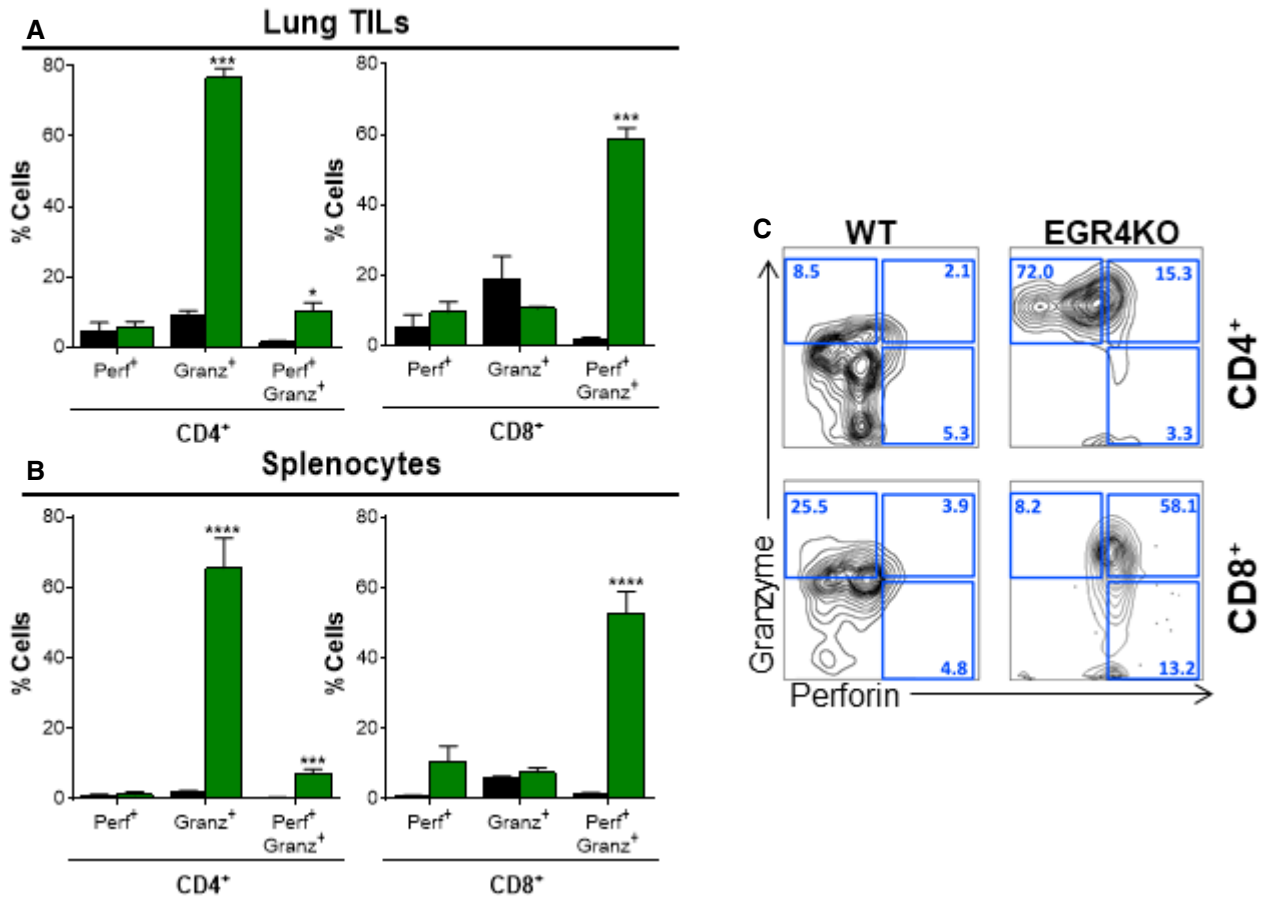 A
Lung TILs
80
60
40
20
0
% Cells
***
*
Perf+
Granz+
Perf+
Granz+
CD4+
80
60
40
20
0
% Cells
***
Perf+
Granz+
Perf+
Granz+
CD8+
B
Splenocytes
80
60
40
20
0
% Cells
****
***
Perf+
Granz+
Perf+
Granz+
CD4+
80
60
40
20
0
% Cells
****
Perf+
Granz+
Perf+
Granz+
CD8+
C
WT
EGR4KO
8.5
2.1
5.3
72.0
15.3
3.3
CD4+
25.5
3.9
4.8
8.2
58.1
13.2
CD8+
Granzyme
Perforin